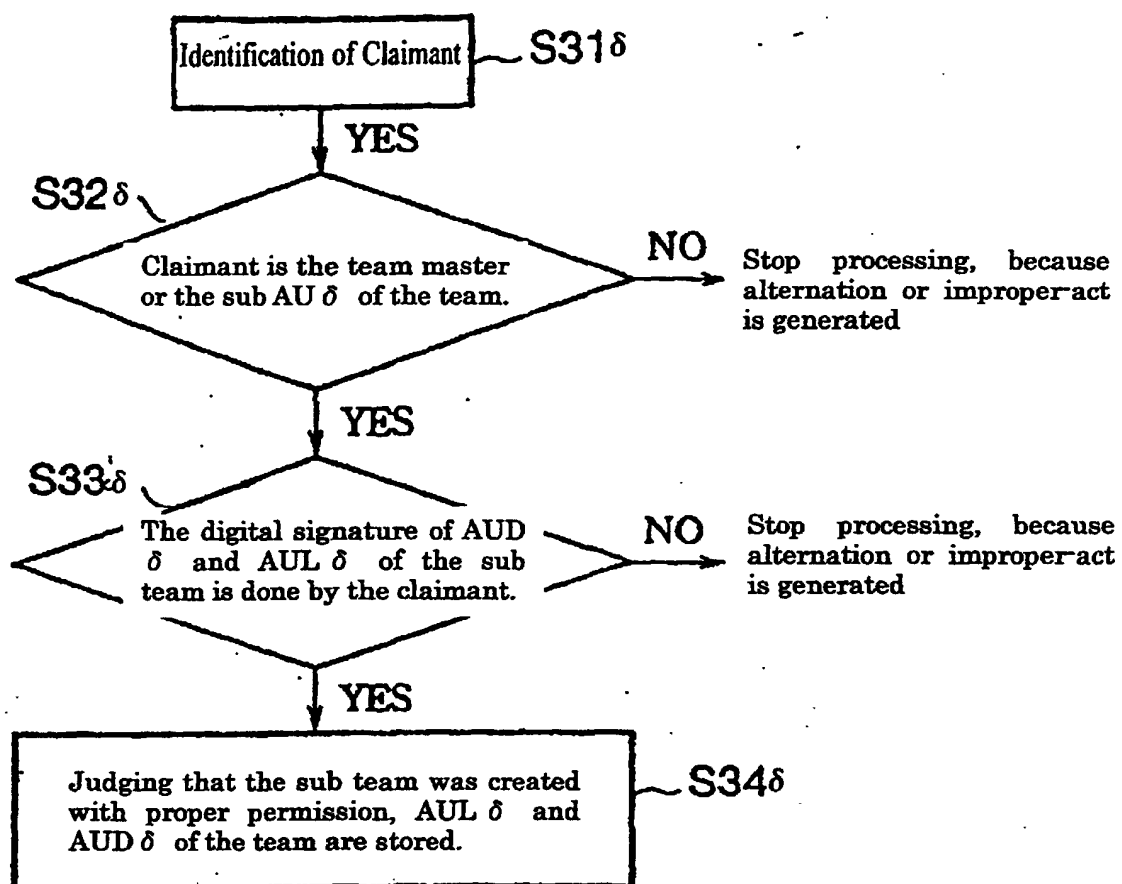 Identification of Claimant
S31δ
YES
S32δ
Claimant is the team master
or the sub AU δ of the team.
NO
Stop processing, because
alternation or improper-act
is generated
YES
S33δ
The digital signature of AUD
δ and AUL δ of the sub
team is done by the claimant.
NO
Stop processing, because
alternation or improper-act
is generated
YES
Judging that the sub team was created
with proper permission, AUL δ and
AUD δ of the team are stored.
S34δ